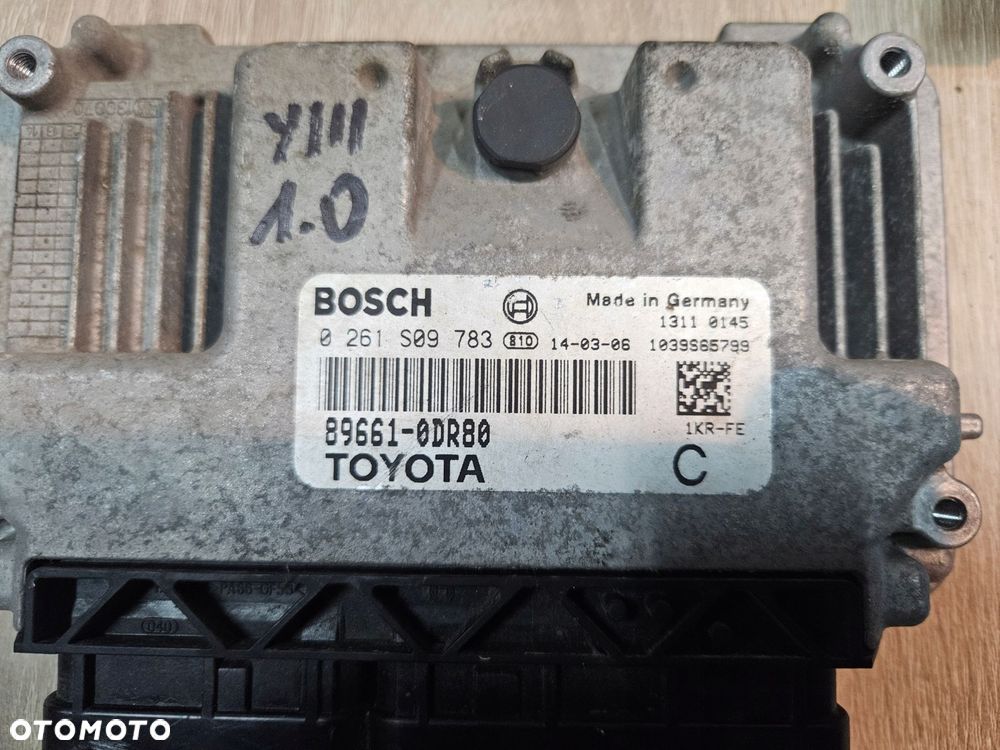 YIII
1.0
BOSCH
Made in Germany
1311 0145
0 261 S09 783 810 14-03-06 1039S65799
89661-0DR80
1KR-FE
TOYOTA
C
(04)
OTOMOTO